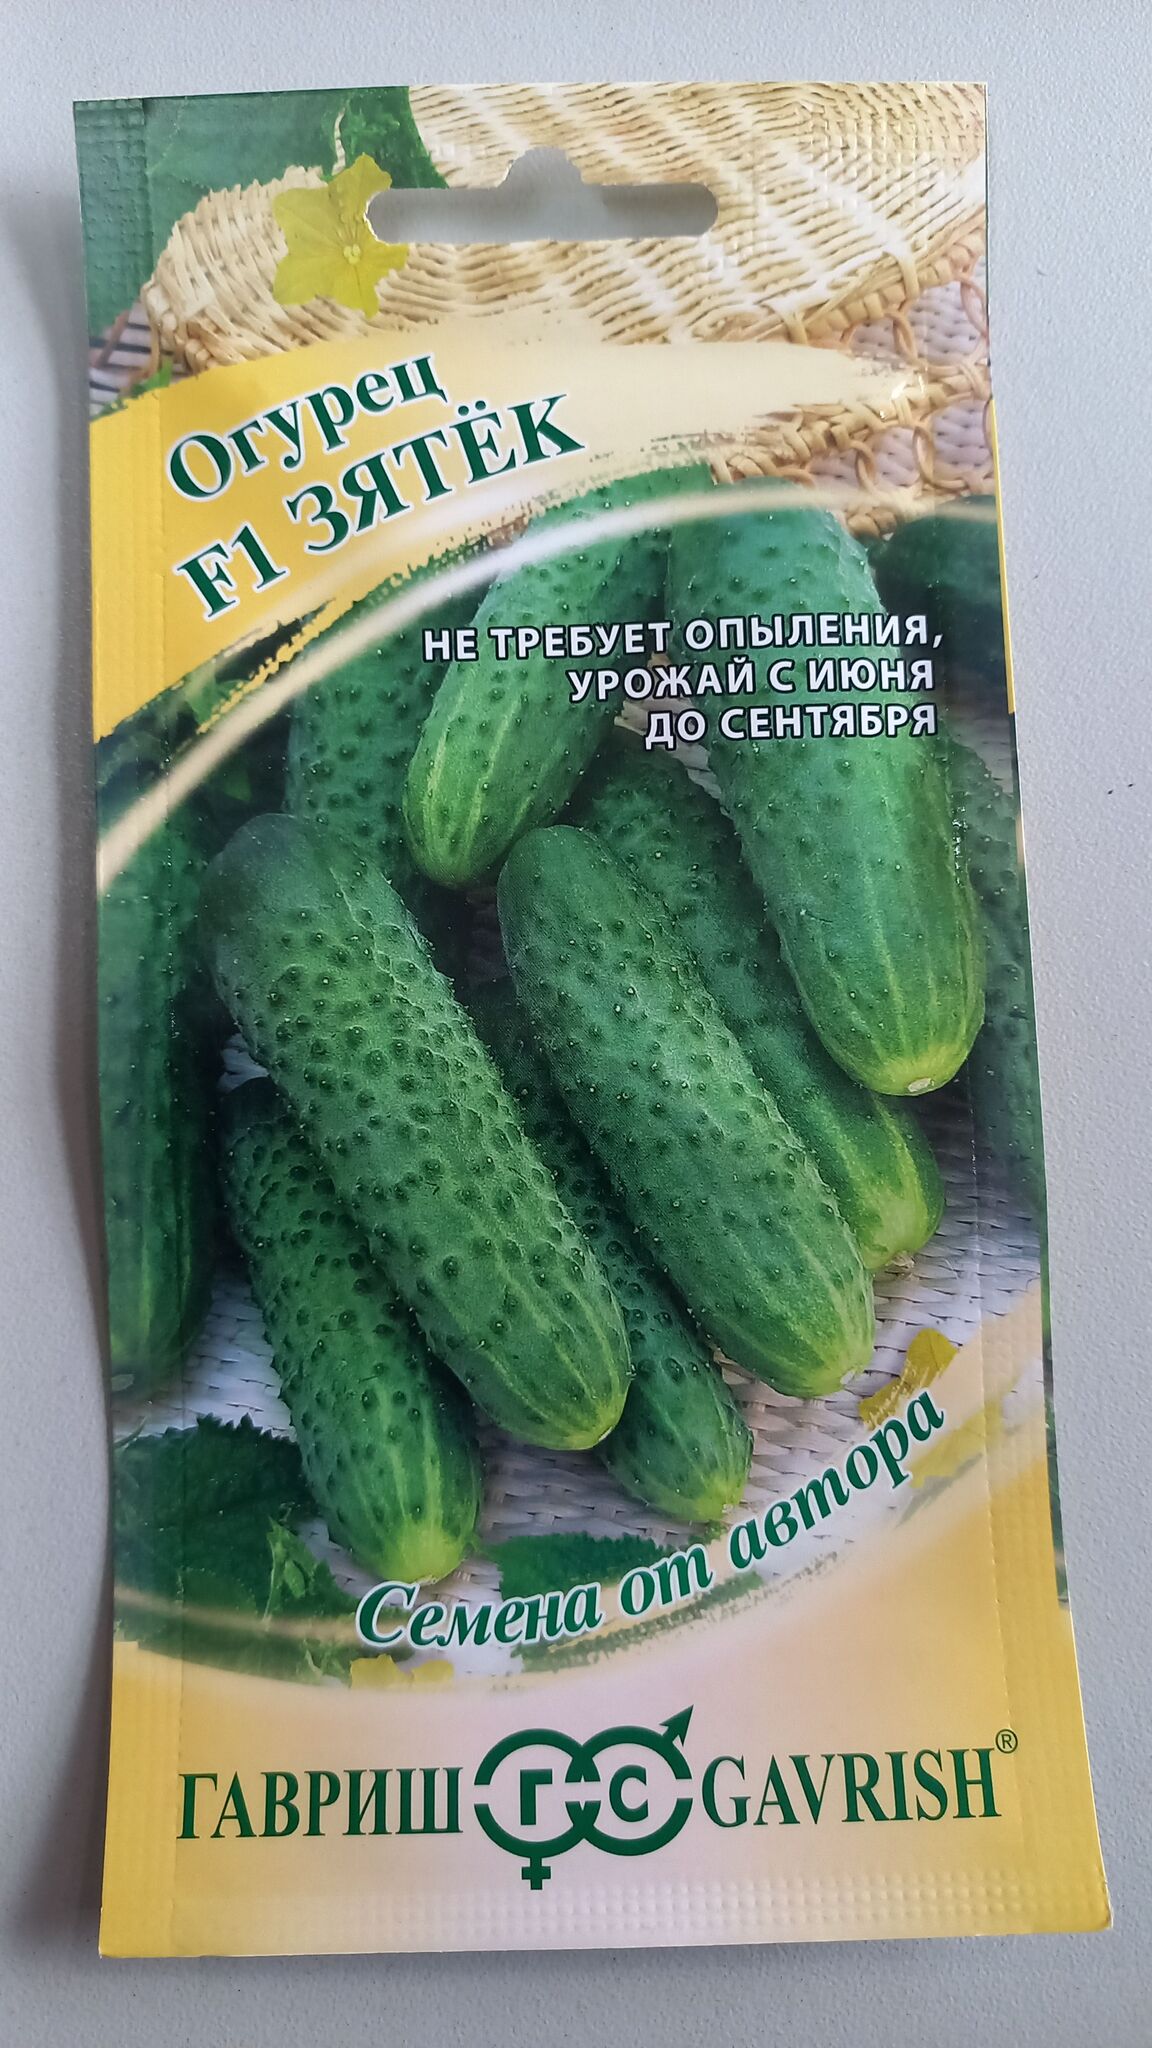 Огурец
F1 ЗЯТЁК
НЕ ТРЕБУЕТ ОПЫЛЕНИЯ,
УРОЖАЙ С ИЮНЯ
ДО СЕНТЯБРЯ
Семена от автора
ГАВРИШ ГС GAVRISH®